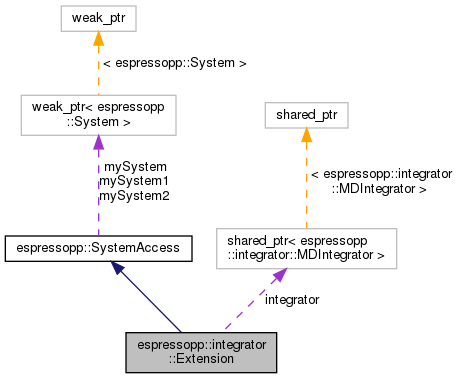 weak_ptr
< espressopp::System >
weak_ptr< espressopp
::System >
shared_ptr
mySystem
mySystem1
mySystem2
< espressopp::integrator
::MDIntegrator >
espressopp::SystemAccess
shared_ptr< espressopp
::integrator::MDIntegrator >
integrator
espressopp::integrator
::Extension